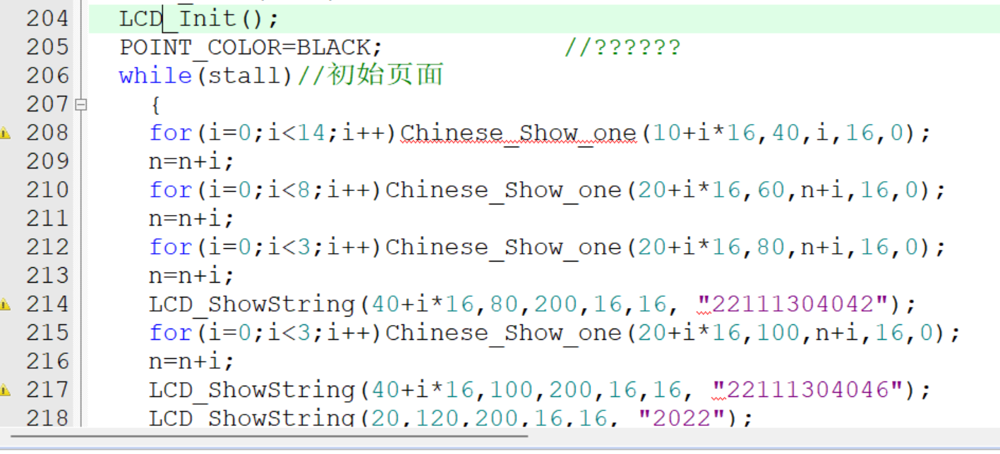 204 LCD_Init();
205 POINT_COLOR=BLACK; //??????
206 while(stall)//初始页面
207 {
208 for(i=0;i<14;i++)Chinese_Show_one(10+i*16,40,i,16,0);
209 n=n+i;
210 for(i=0;i<8;i++)Chinese_Show_one(20+i*16,60,n+i,16,0);
211 n=n+i;
212 for(i=0;i<3;i++)Chinese_Show_one(20+i*16,80,n+i,16,0);
213 n=n+i;
214 LCD_ShowString(40+i*16,80,200,16,16, "22111304042");
215 for(i=0;i<3;i++)Chinese_Show_one(20+i*16,100,n+i,16,0);
216 n=n+i;
217 LCD_ShowString(40+i*16,100,200,16,16, "22111304046");
218 LCD_ShowString(20,120,200,16,16, "2022");